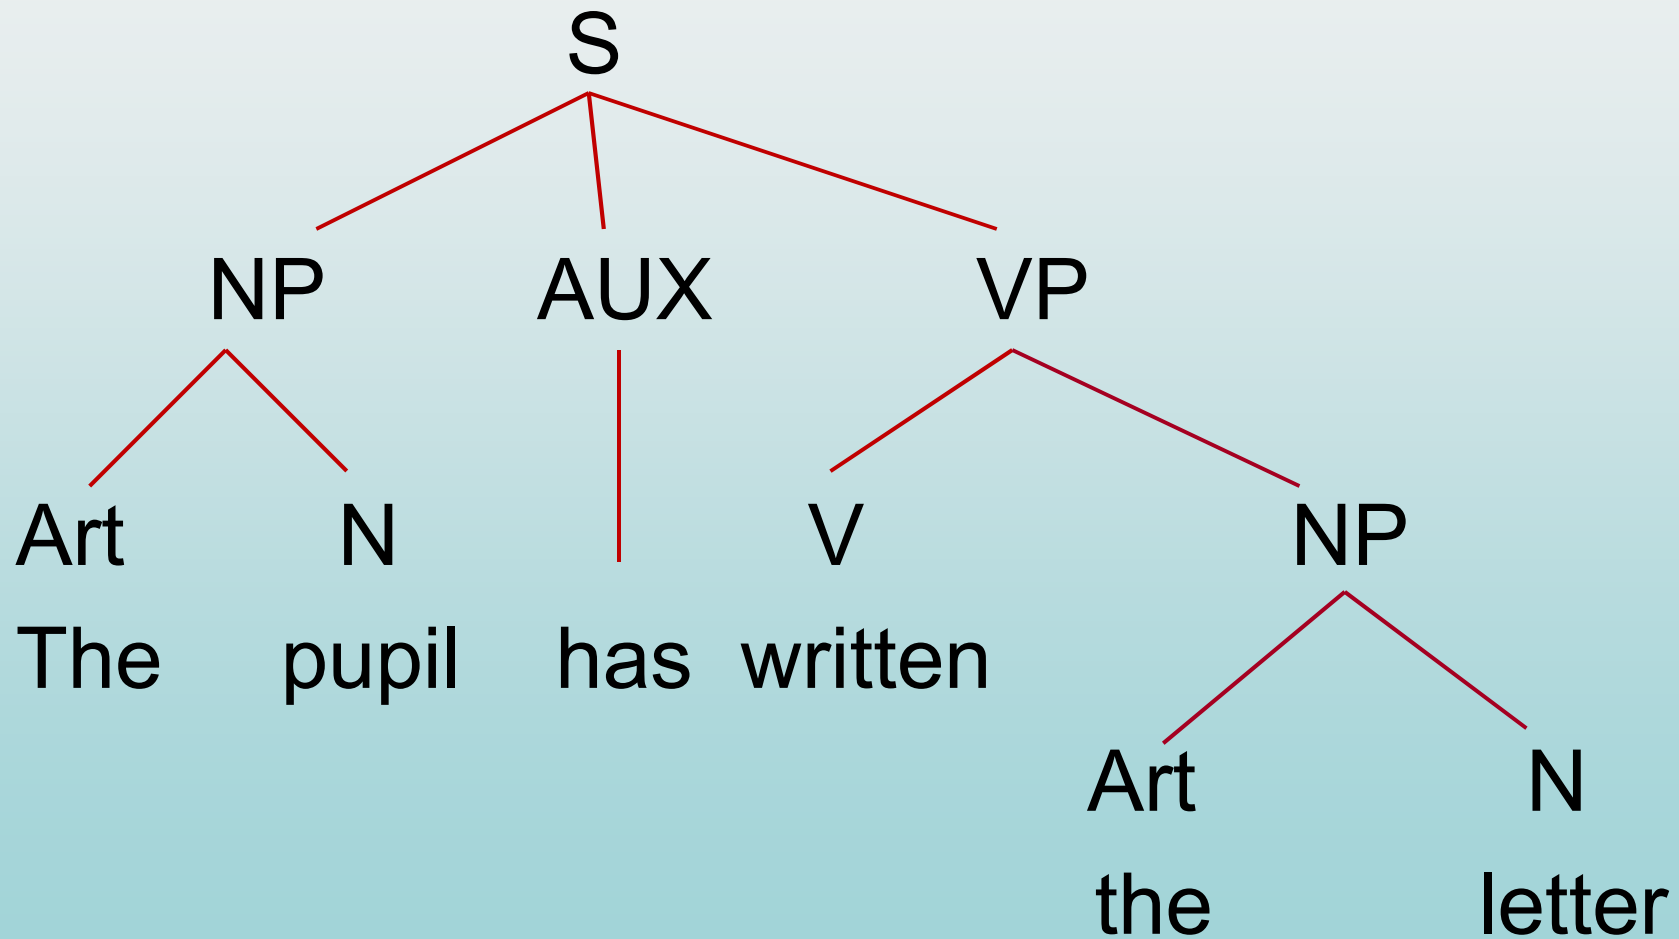 S
NP AUX VP
Art N V NP
The pupil has written
Art N
the letter